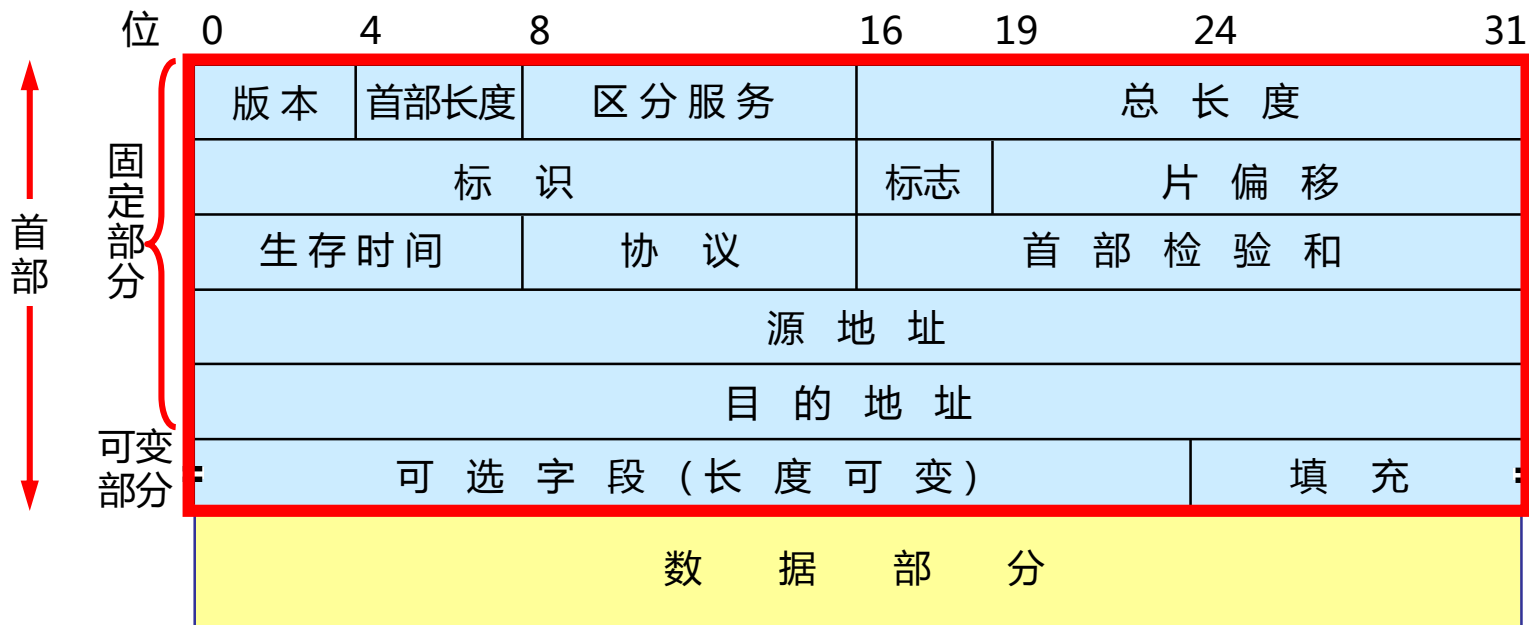 位 0 4 8 16 19 24 31
版本 首部长度 区分服务 总长度
标识 标志 片偏移
生存时间 协议 首部检验和
源地址
目的地址
可选字段(长度可变) 填充
数据部分
首部
固定部分
可变
部分